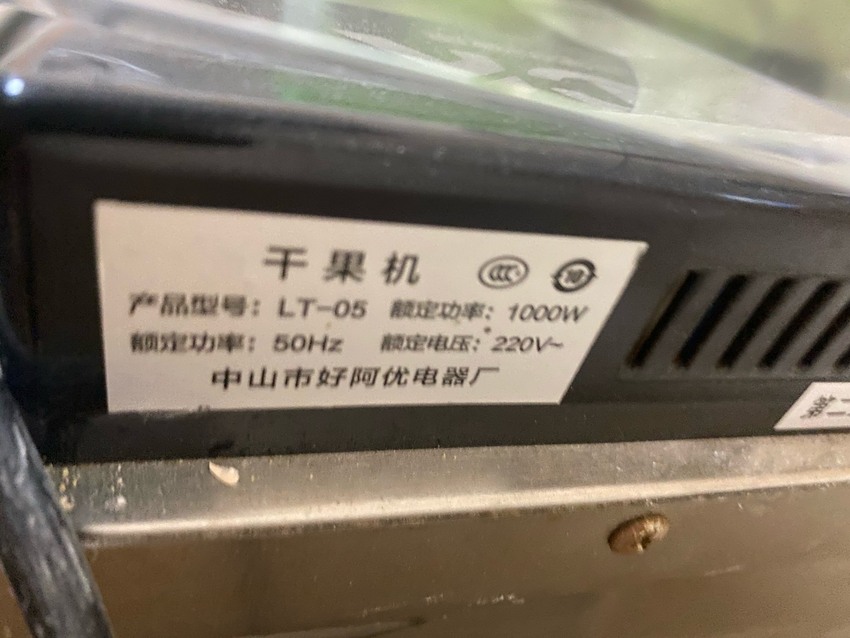 干果机
产品型号：LT-05 额定功率：1000W
额定功率：50Hz 额定电压：220V~
中山市好阿优电器厂